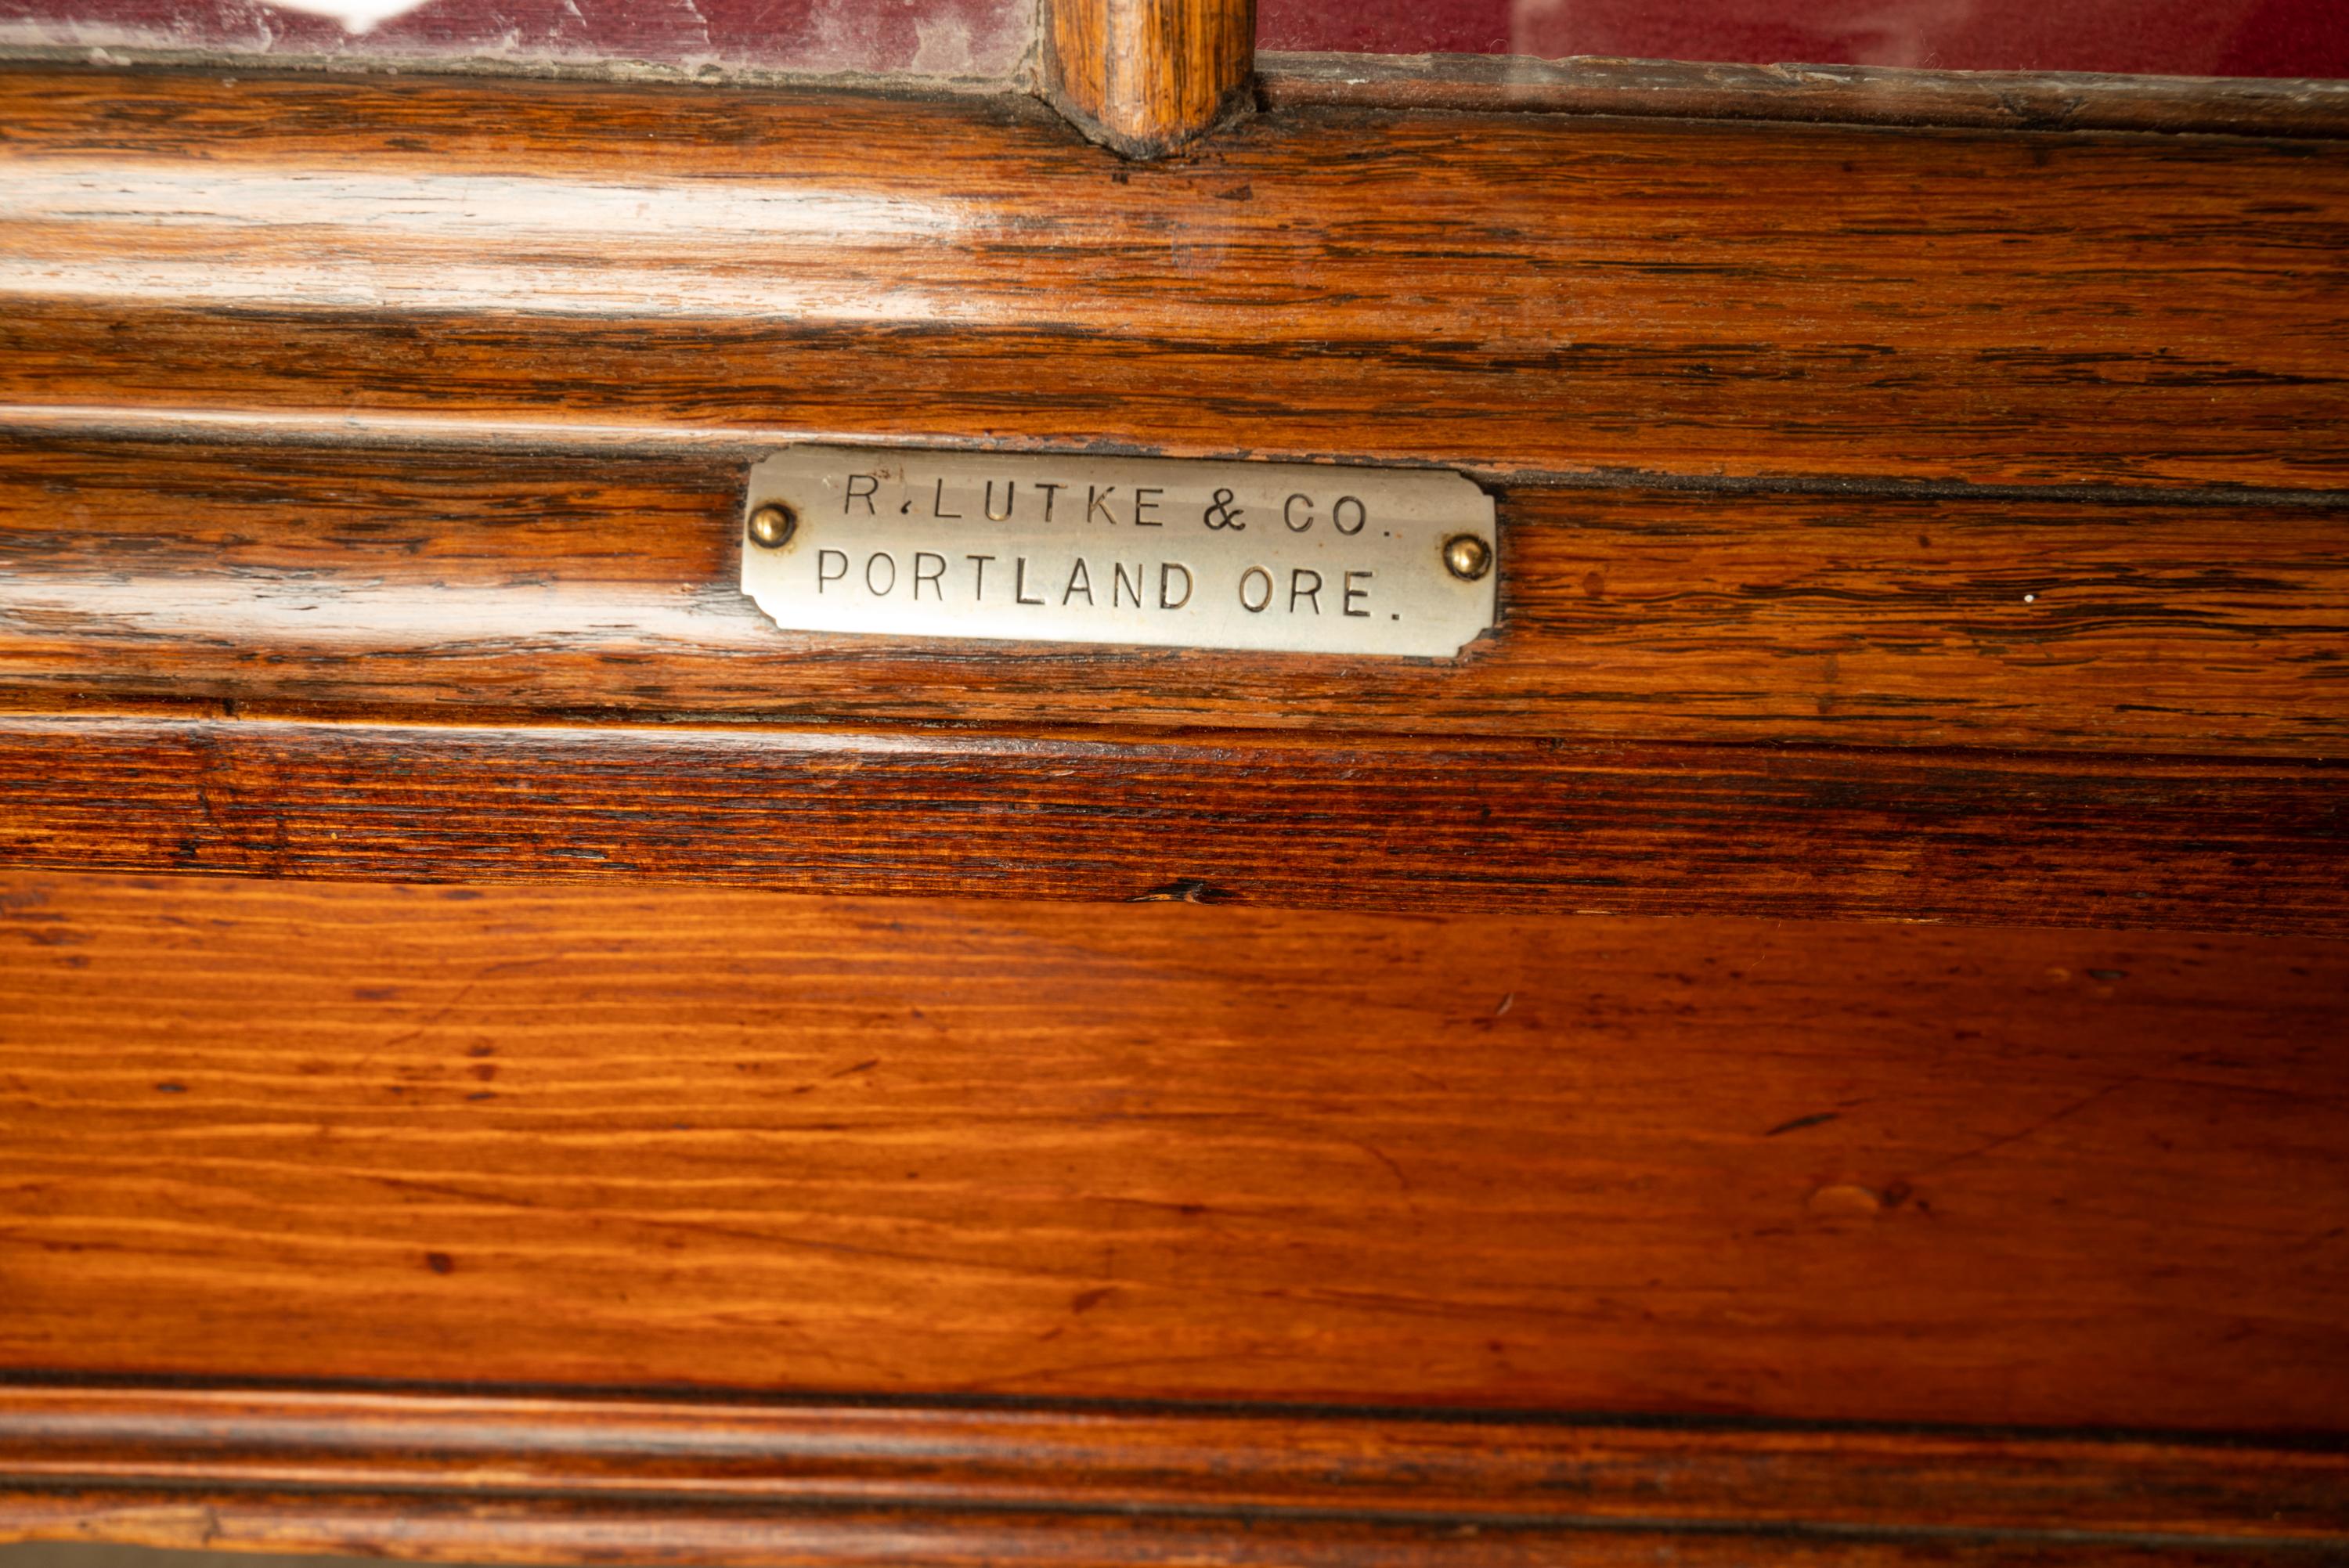 R. LUTKE & CO.
PORTLAND ORE.